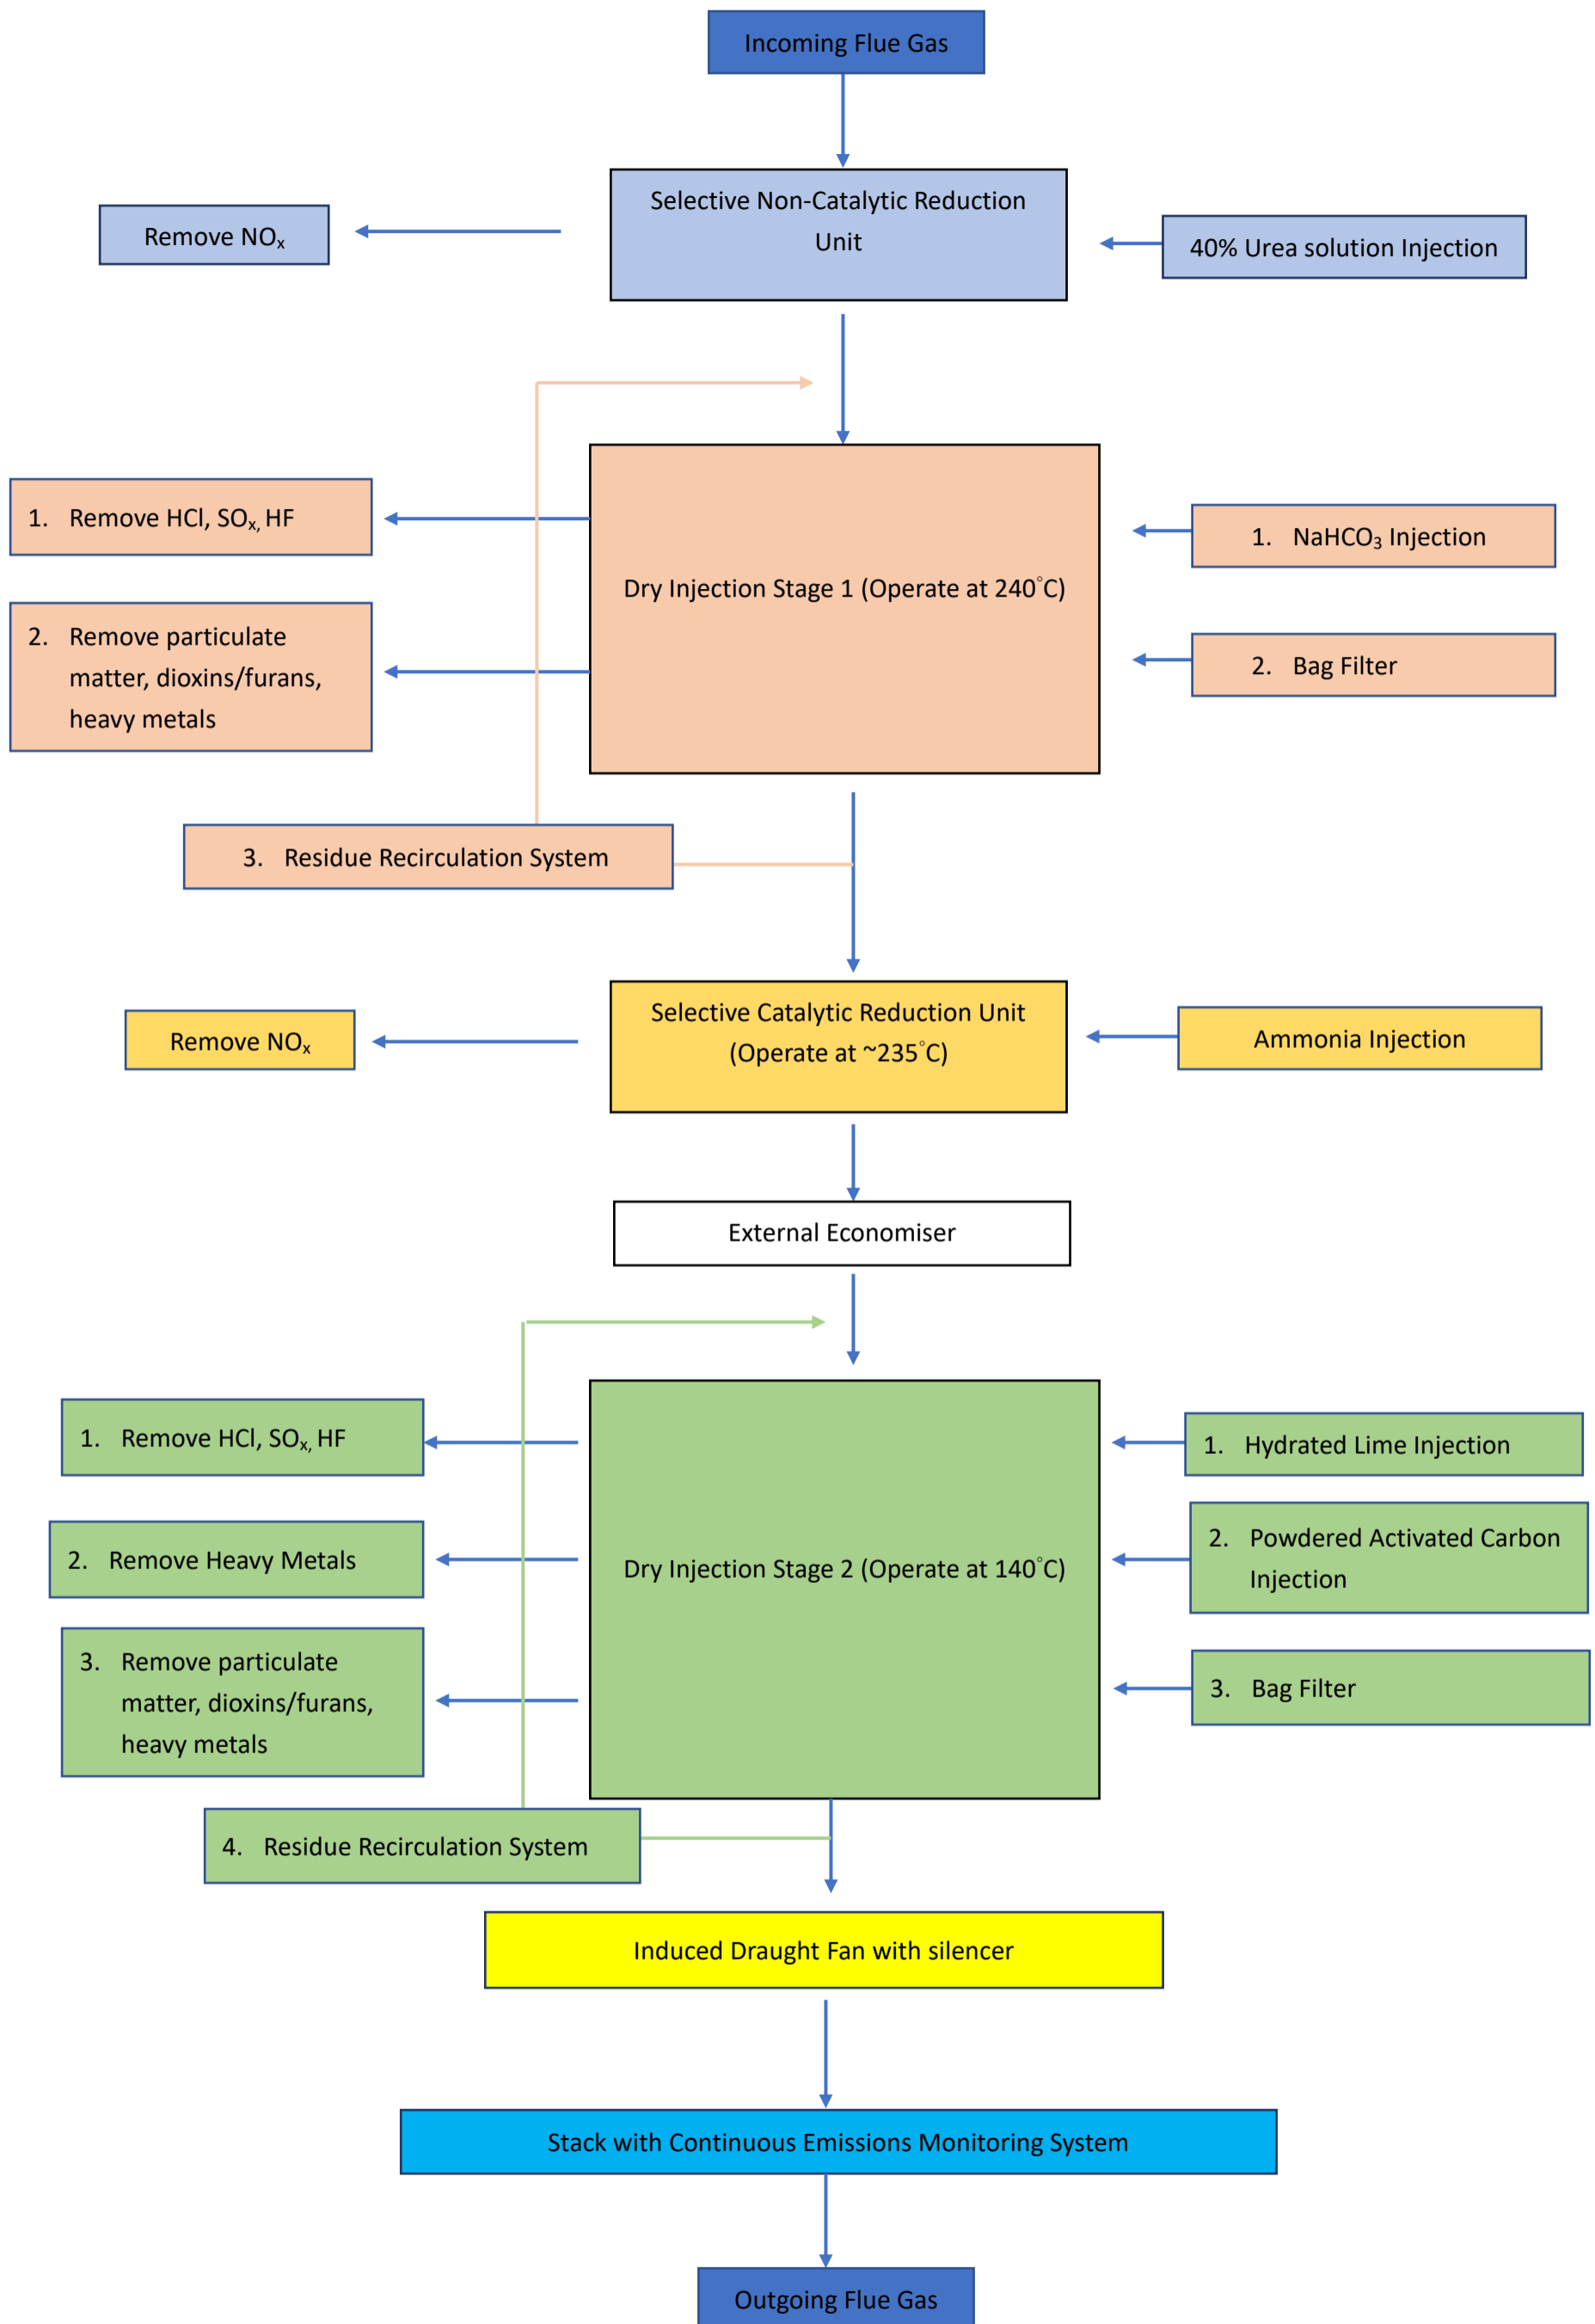 Incoming Flue Gas
Selective Non-Catalytic Reduction
Unit
Remove NOₓ
40% Urea solution Injection
1. Remove HCl, SOₓ, HF
1. NaHCO₃ Injection
Dry Injection Stage 1 (Operate at 240°C)
2. Remove particulate
matter, dioxins/furans,
heavy metals
2. Bag Filter
3. Residue Recirculation System
Selective Catalytic Reduction Unit
(Operate at ~235°C)
Remove NOₓ
Ammonia Injection
External Economiser
1. Remove HCl, SOₓ, HF
1. Hydrated Lime Injection
2. Remove Heavy Metals
Dry Injection Stage 2 (Operate at 140°C)
2. Powdered Activated Carbon
Injection
3. Remove particulate
matter, dioxins/furans,
heavy metals
3. Bag Filter
4. Residue Recirculation System
Induced Draught Fan with silencer
Stack with Continuous Emissions Monitoring System
Outgoing Flue Gas